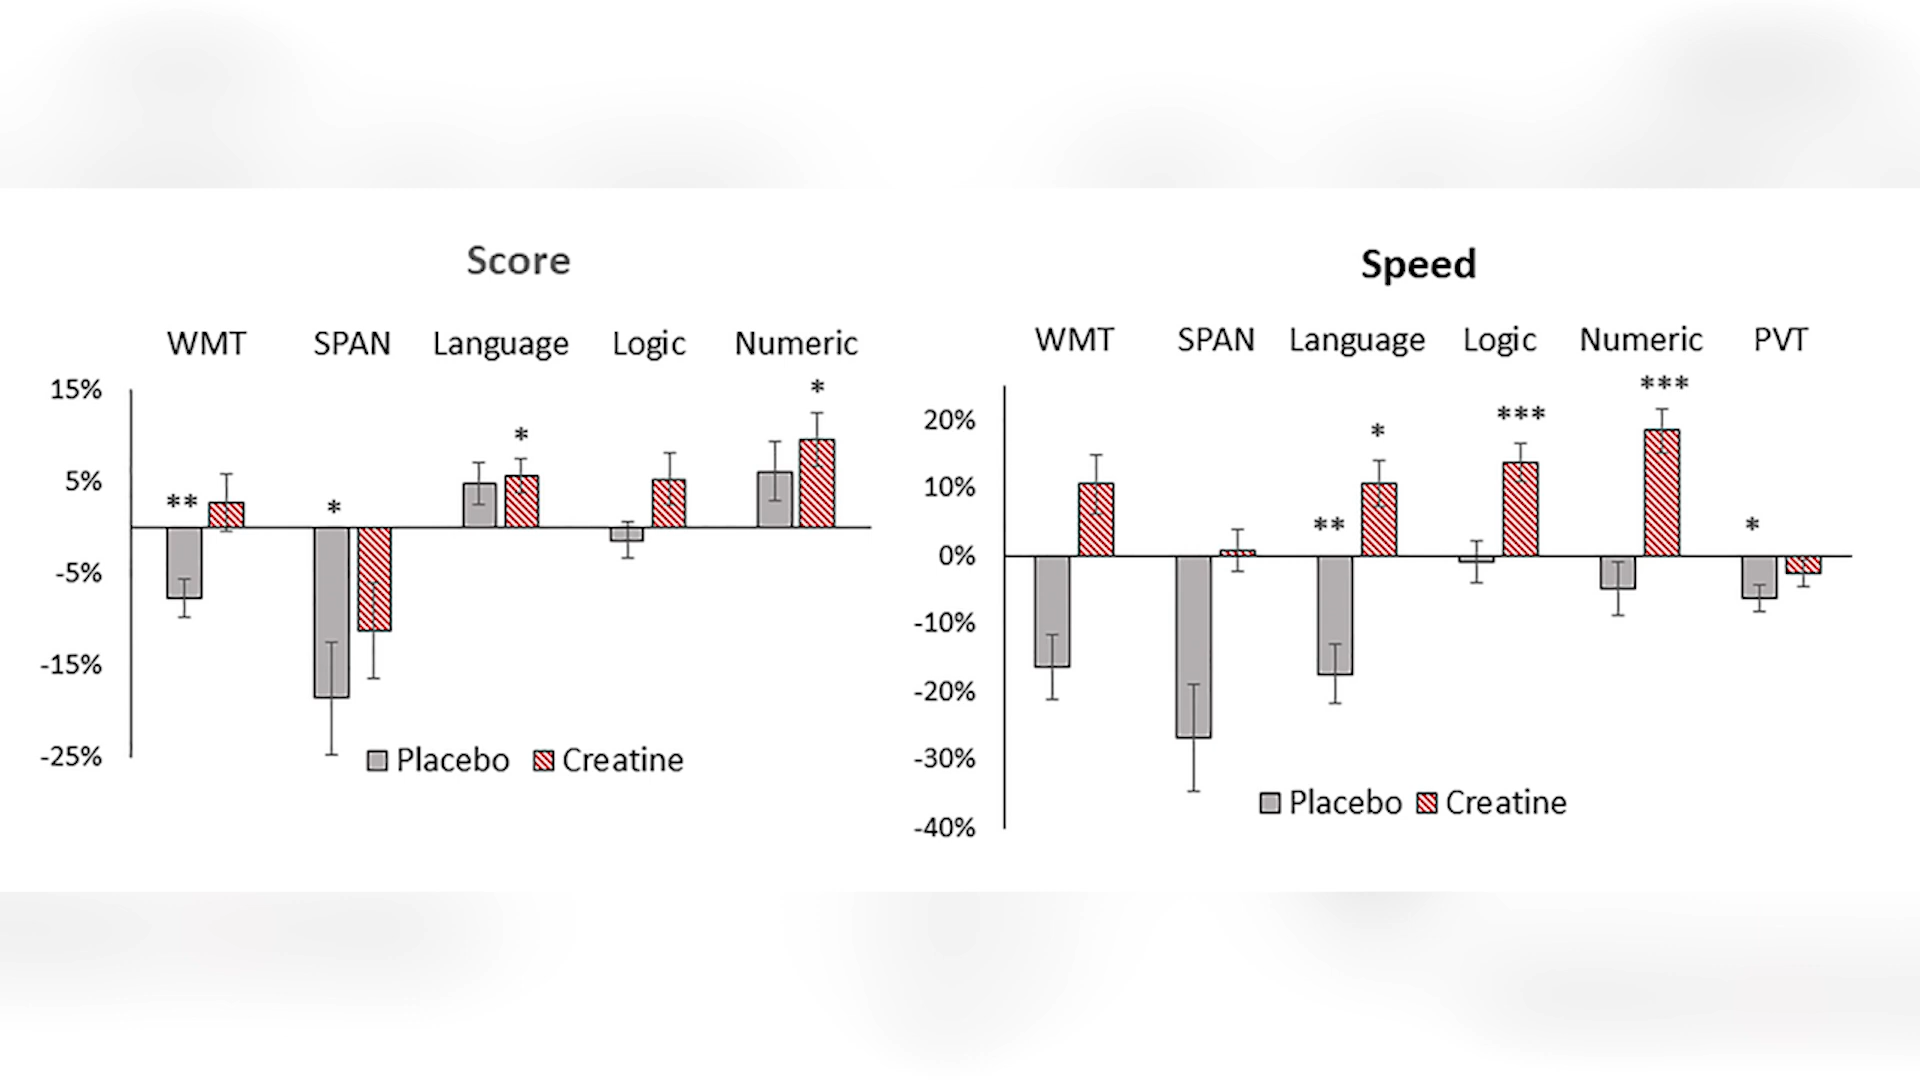 Score
WMT SPAN Language Logic Numeric
15%
5%
-5%
-15%
-25%
** * * *
Placebo Creatine
Speed
WMT SPAN Language Logic Numeric PVT
20%
10%
0%
-10%
-20%
-30%
-40%
** * *** *** *
Placebo Creatine